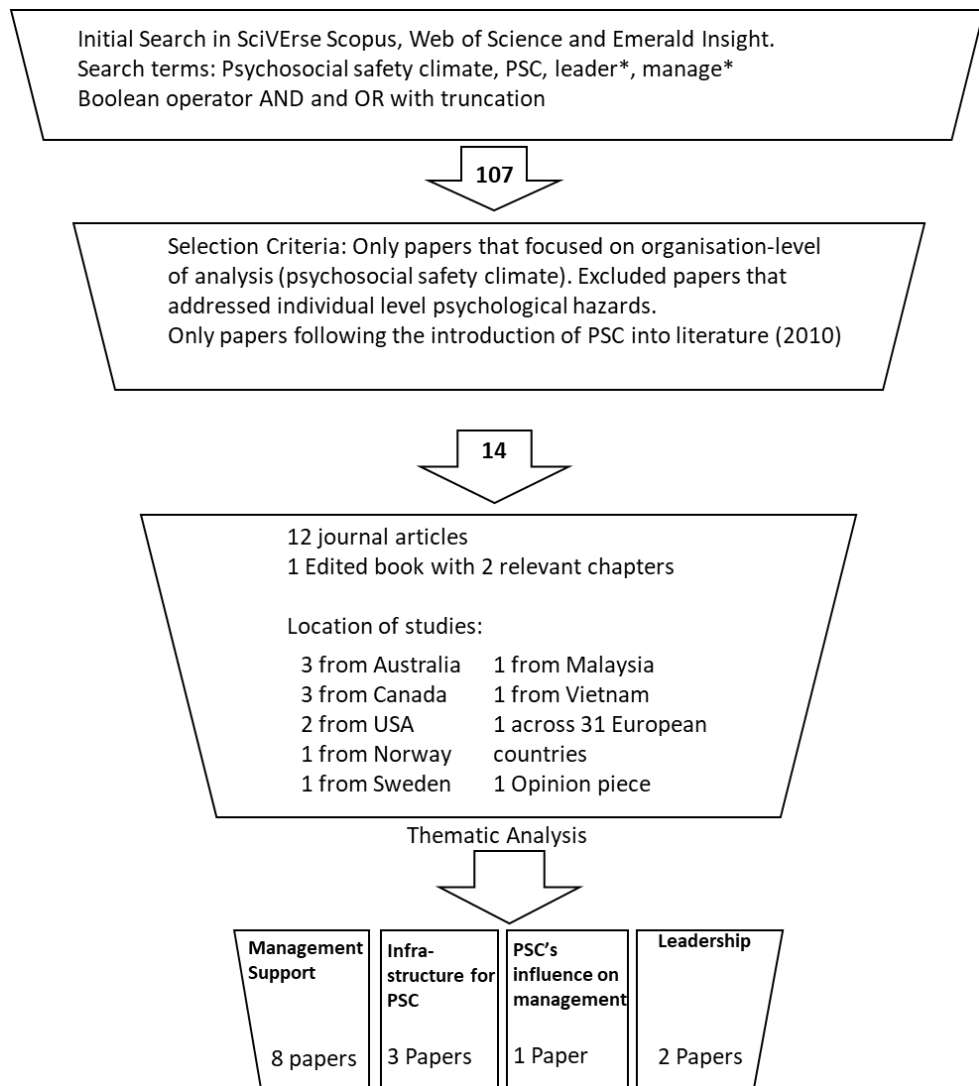 Initial Search in SciVErse Scopus, Web of Science and Emerald Insight.
Search terms: Psychosocial safety climate, PSC, leader*, manage*
Boolean operator AND and OR with truncation
107
Selection Criteria: Only papers that focused on organisation-level
of analysis (psychosocial safety climate). Excluded papers that
addressed individual level psychological hazards.
Only papers following the introduction of PSC into literature (2010)
14
12 journal articles
1 Edited book with 2 relevant chapters
Location of studies:
3 from Australia
3 from Canada
2 from USA
1 from Norway
1 from Sweden
1 from Malaysia
1 from Vietnam
1 across 31 European
countries
1 Opinion piece
Thematic Analysis
Management
Support
8 papers
Infra-
structure for
PSC
3 Papers
PSC's
influence on
management
1 Paper
Leadership
2 Papers